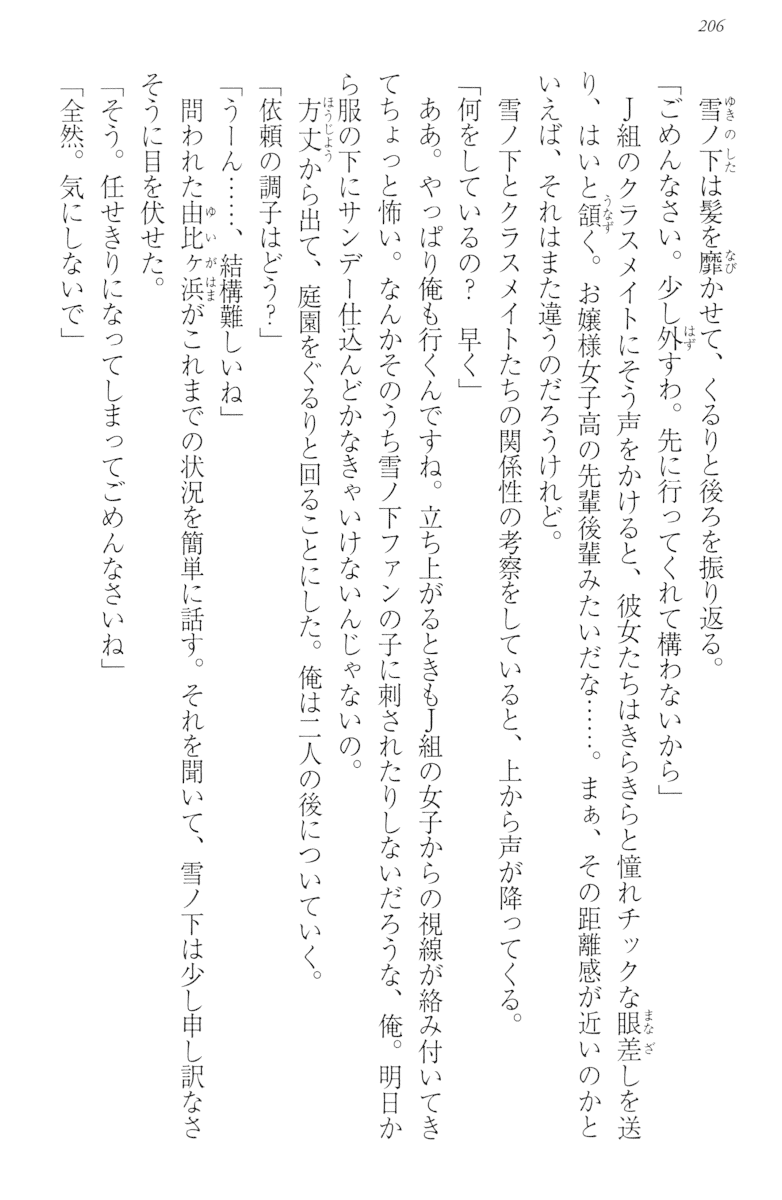 206
雪ノ下は髪を靡かせて、くるりと後ろを振り返る。
「ごめんなさい。少し外すわ。先に行ってくれて構わないから」
Ｊ組のクラスメイトにそう声をかけると、彼女たちはきらきらと憧れチックな眼差しを送
り、はいと頷く。お嬢様女子高の先輩後輩みたいだな……。まぁ、その距離感が近いのかと
いえば、それはまた違うのだろうけれど。
雪ノ下とクラスメイトたちの関係性の考察をしていると、上から声が降ってくる。
「何をしているの？　早く」
ああ。やっぱり俺も行くんですね。立ち上がるときもＪ組の女子からの視線が絡み付いてき
てちょっと怖い。なんかそのうち雪ノ下ファンの子に刺されたりしないだろうな、俺。明日か
ら服の下にサンデー仕込んどかなきゃいけないんじゃないの。
方丈から出て、庭園をぐるりと回ることにした。俺は二人の後についていく。
「依頼の調子はどう？」
「うーん……、結構難しいね」
問われた由比ヶ浜がこれまでの状況を簡単に話す。それを聞いて、雪ノ下は少し申し訳なさ
そうに目を伏せた。
「そう。任せきりになってしまってごめんなさいね」
「全然。気にしないで」